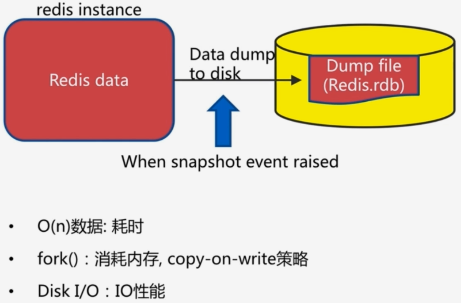 redis instance
Redis data
Data dump
to disk
Dump file
(Redis.rdb)
When snapshot event raised
• O(n)数据: 耗时
• fork()：消耗内存, copy-on-write策略
• Disk I/O：IO性能